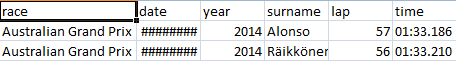 race date year surname lap time
Australian Grand Prix ######## 2014 Alonso 57 01:33.186
Australian Grand Prix ######## 2014 Räikköner 56 01:33.210